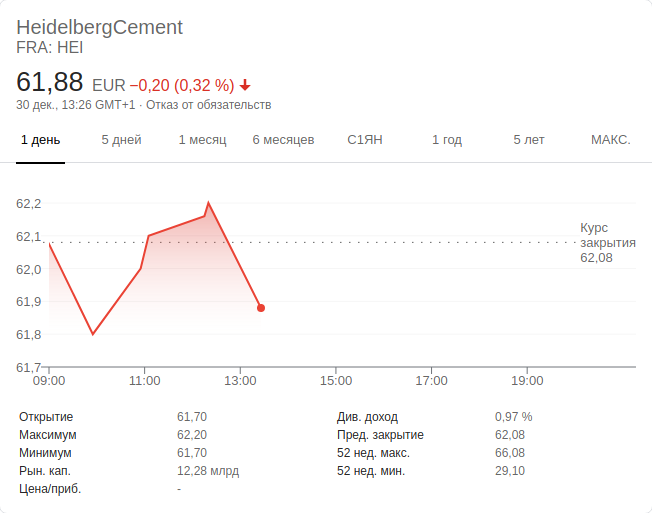 HeidelbergCement
FRA: HEI
61,88 EUR −0,20 (0,32 %)
30 дек., 13:26 GMT+1 · Отказ от обязательств
1 день 5 дней 1 месяц 6 месяцев С1ЯН 1 год 5 лет МАКС.
62,2
62,1
62,0
61,9
61,8
61,7
Курс
закрытия
62,08
09:00 11:00 13:00 15:00 17:00 19:00
Открытие 61,70 Див. доход 0,97 %
Максимум 62,20 Пред. закрытие 62,08
Минимум 61,70 52 нед. макс. 66,08
Рын. кап. 12,28 млрд 52 нед. мин. 29,10
Цена/приб. -